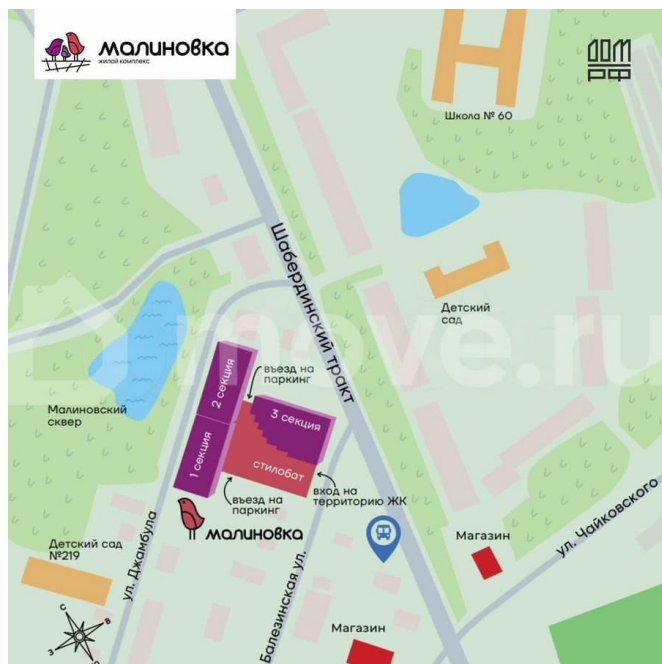 малиновка
жилой комплекс
ДОМ
РФ
Школа № 60
Шабердинский тракт
Детский
сад
move.ru
въезд на
паркинг
2 секция
3 секция
Малиновский
сквер
1 секция
стилобат
вход на
территорию ЖК
въезд на
паркинг
малиновка
ул. Джамбула
Балезинская ул.
Магазин
ул. Чайковского
Детский сад
№219
Магазин
С
В
З